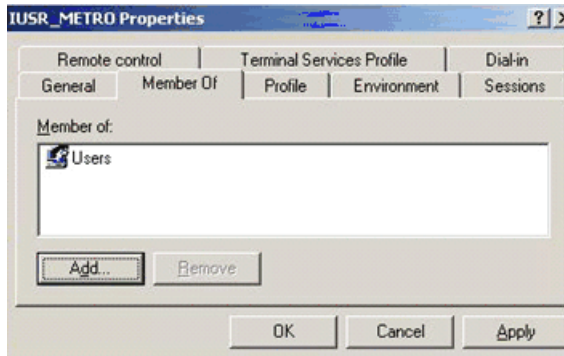 IUSR_METRO Properties
Remote control Terminal Services Profile Dial-in
General Member Of Profile Environment Sessions
Member of:
Users
Add... Remove
OK Cancel Apply